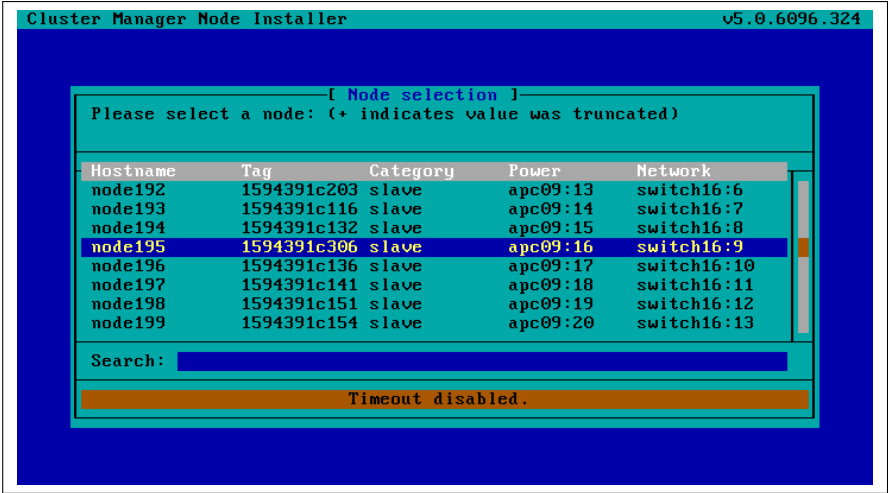 Cluster Manager Node Installer v5.0.6096.324
[ Node selection ]
Please select a node: (+ indicates value was truncated)
Hostname Tag Category Power Network
node192 1594391c203 slave apc09:13 switch16:6
node193 1594391c116 slave apc09:14 switch16:7
node194 1594391c132 slave apc09:15 switch16:8
node195 1594391c306 slave apc09:16 switch16:9
node196 1594391c136 slave apc09:17 switch16:10
node197 1594391c141 slave apc09:18 switch16:11
node198 1594391c151 slave apc09:19 switch16:12
node199 1594391c154 slave apc09:20 switch16:13
Search:
Timeout disabled.